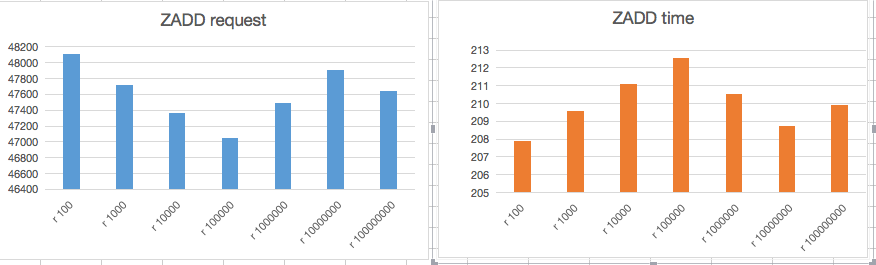 ZADD request
48200
48000
47800
47600
47400
47200
47000
46800
46600
46400
r 100
r 1000
r 10000
r 100000
r 1000000
r 10000000
r 100000000
ZADD time
213
212
211
210
209
208
207
206
205
r 100
r 1000
r 10000
r 100000
r 1000000
r 10000000
r 100000000